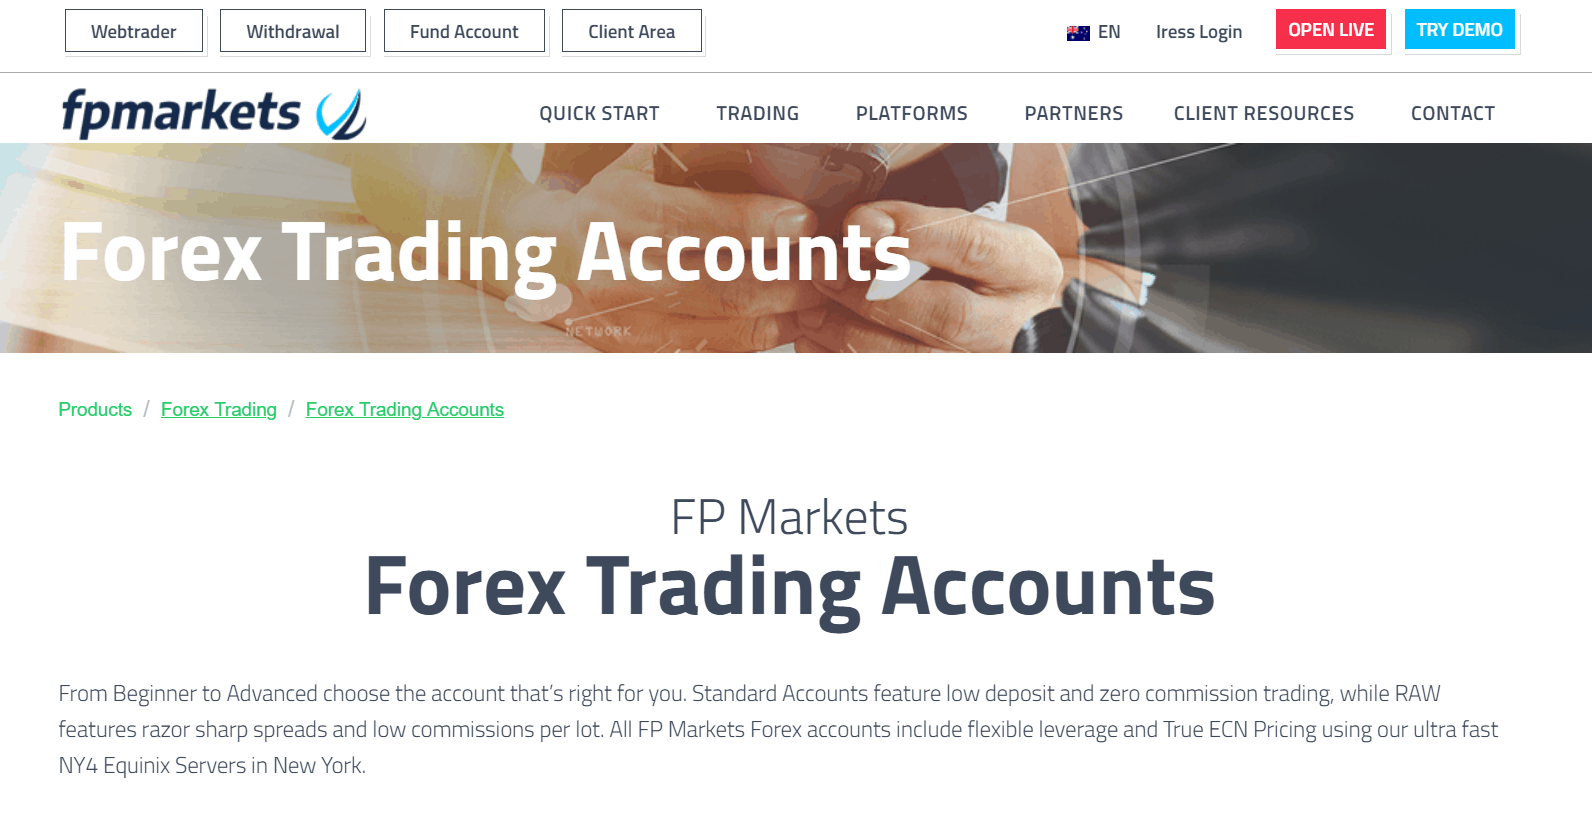 Webtrader Withdrawal Fund Account Client Area EN Iress Login OPEN LIVE TRY DEMO
fpmarkets QUICK START TRADING PLATFORMS PARTNERS CLIENT RESOURCES CONTACT
Forex Trading Accounts
NETWORK
Products / Forex Trading / Forex Trading Accounts
FP Markets
Forex Trading Accounts
From Beginner to Advanced choose the account that’s right for you. Standard Accounts feature low deposit and zero commission trading, while RAW
features razor sharp spreads and low commissions per lot. All FP Markets Forex accounts include flexible leverage and True ECN Pricing using our ultra fast
NY4 Equinix Servers in New York.